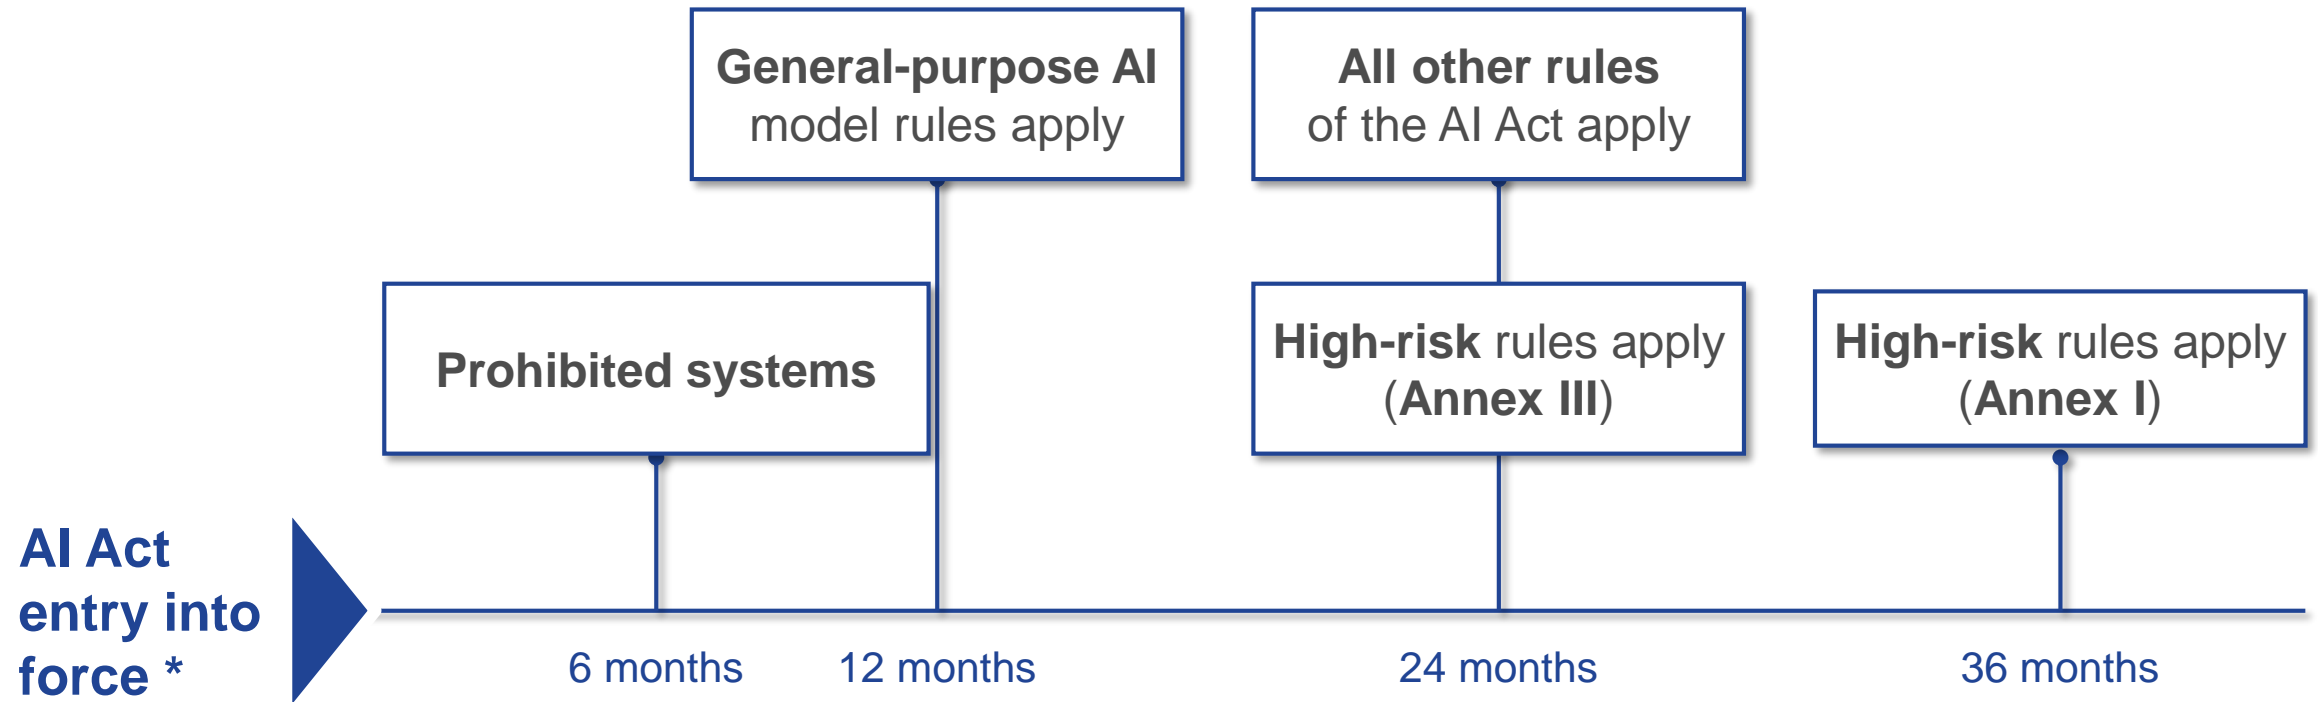 General-purpose AI
model rules apply
All other rules
of the AI Act apply
Prohibited systems
High-risk rules apply
(Annex III)
High-risk rules apply
(Annex I)
AI Act
entry into
force *
6 months
12 months
24 months
36 months